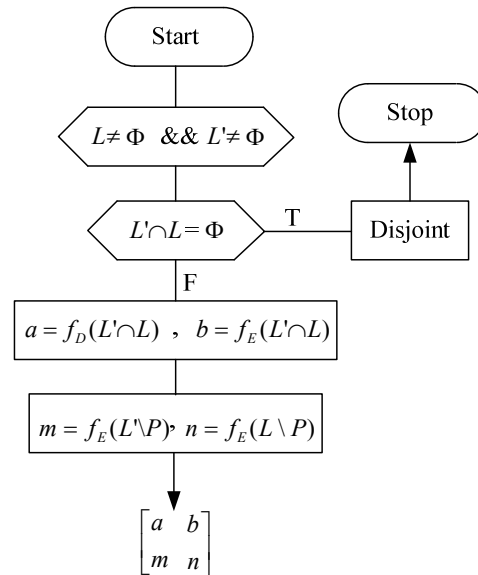 Start
L ≠ Φ && L' ≠ Φ
Stop
L'∩L = Φ
T
Disjoint
F
a = f_D(L'∩L) , b = f_E(L'∩L)
m = f_E(L'\P), n = f_E(L \ P)
a b
m n